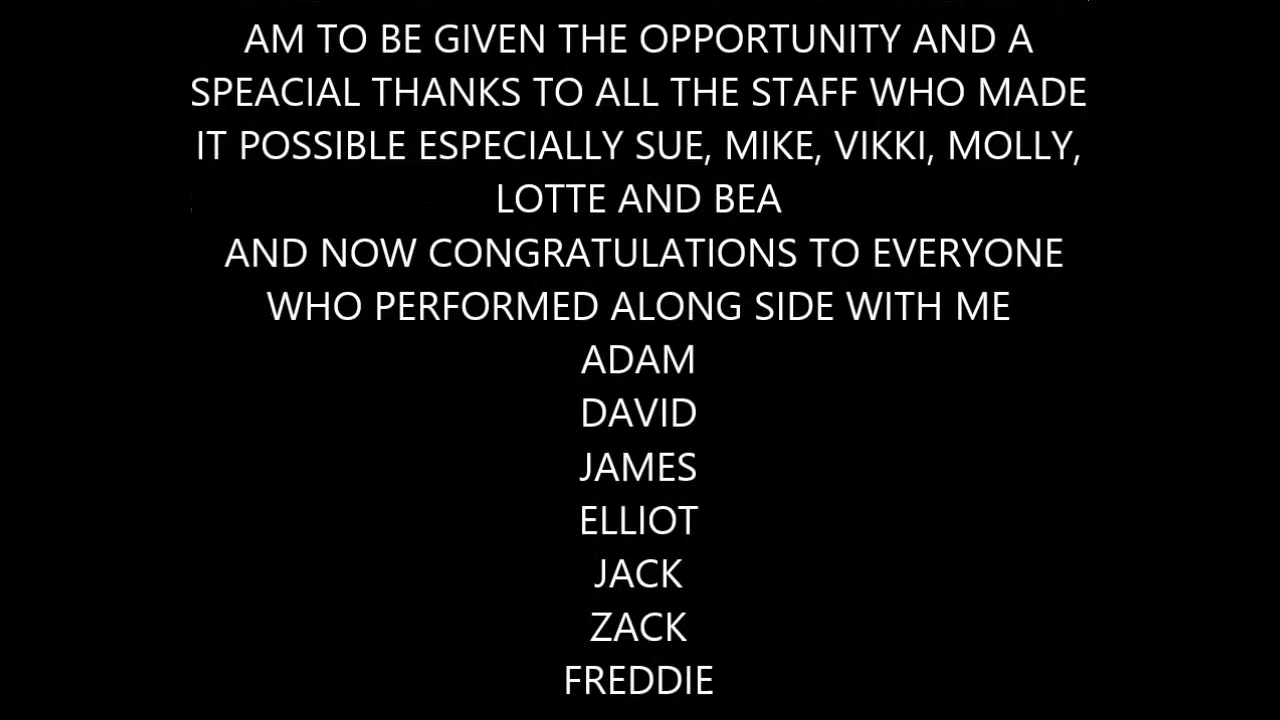 AM TO BE GIVEN THE OPPORTUNITY AND A
SPEACIAL THANKS TO ALL THE STAFF WHO MADE
IT POSSIBLE ESPECIALLY SUE, MIKE, VIKKI, MOLLY,
LOTTE AND BEA
AND NOW CONGRATULATIONS TO EVERYONE
WHO PERFORMED ALONG SIDE WITH ME
ADAM
DAVID
JAMES
ELLIOT
JACK
ZACK
FREDDIE